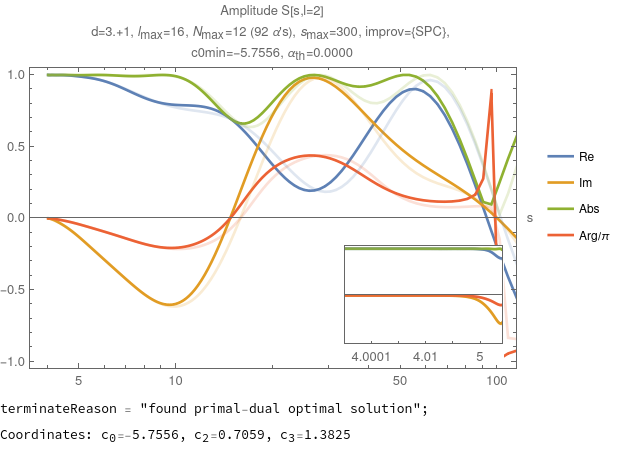 Amplitude S[s,l=2]
d=3.+1, lmax=16, Nmax=12 (92 α's), smax=300, improv={SPC},
c0min=-5.7556, αth=0.0000
1.0
0.5
0.0
-0.5
-1.0
s
Re
Im
Abs
Arg/π
4.0001 4.01 5
5 10 50 100
terminateReason = "found primal-dual optimal solution";
Coordinates: c0=-5.7556, c2=0.7059, c3=1.3825